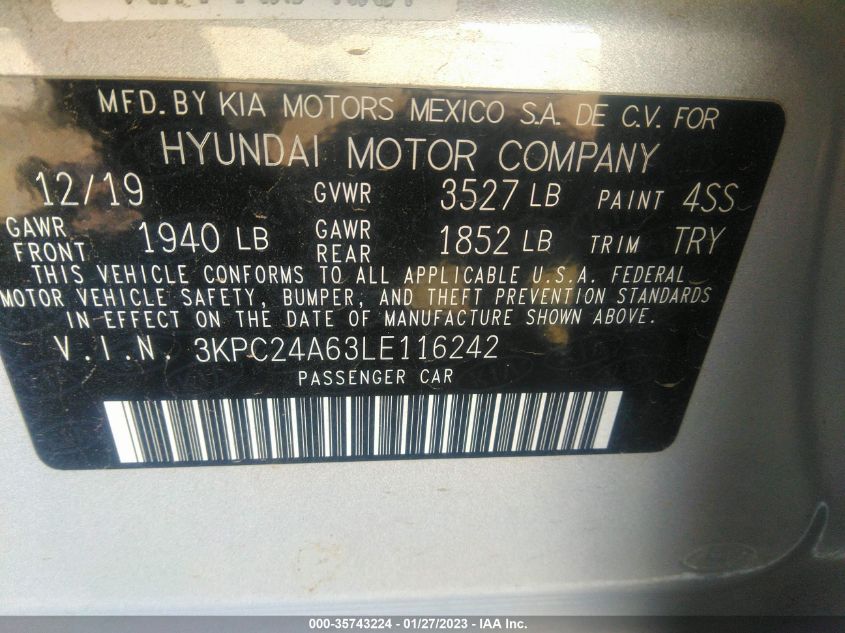 MFD. BY KIA MOTORS MEXICO S.A. DE C.V. FOR
HYUNDAI MOTOR COMPANY
12/19 GVWR 3527 LB PAINT 4SS
GAWR FRONT 1940 LB GAWR REAR 1852 LB TRIM TRY
THIS VEHICLE CONFORMS TO ALL APPLICABLE U.S.A. FEDERAL
MOTOR VEHICLE SAFETY, BUMPER, AND THEFT PREVENTION STANDARDS
IN EFFECT ON THE DATE OF MANUFACTURE SHOWN ABOVE.
V.I.N. 3KPC24A63LE116242
PASSENGER CAR
000-35743224 - 01/27/2023 - IAA Inc.